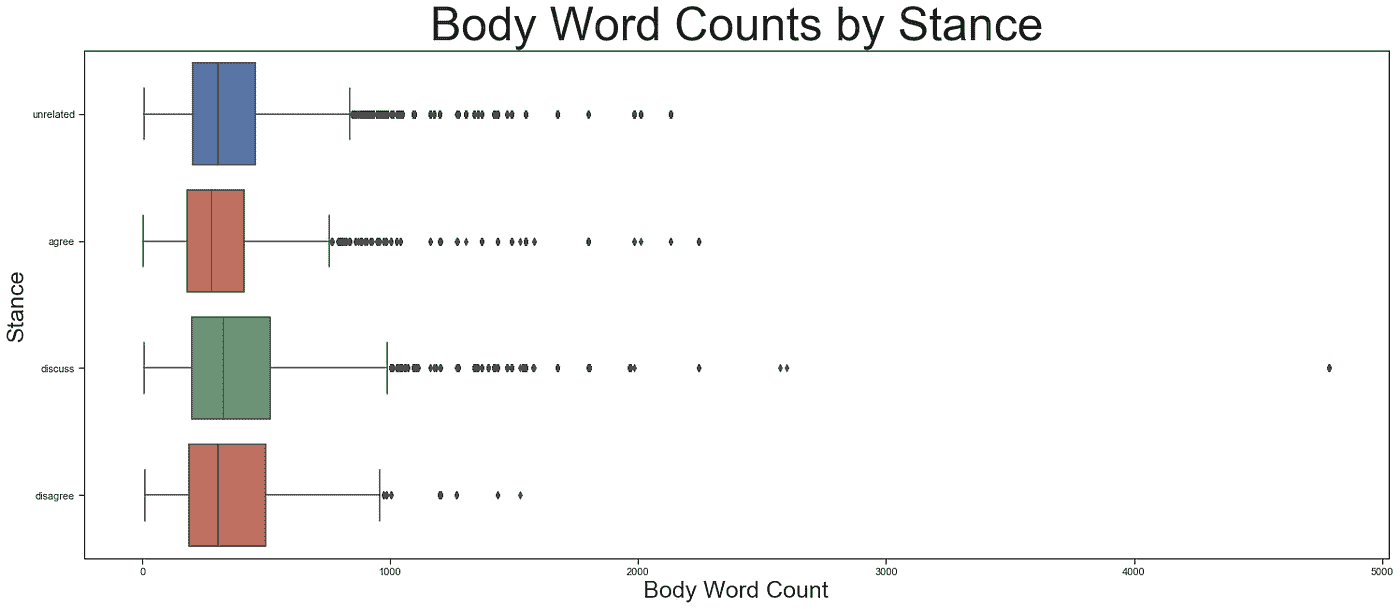 Body Word Counts by Stance
unrelated
agree
discuss
disagree
Stance
0 1000 2000 3000 4000 5000
Body Word Count